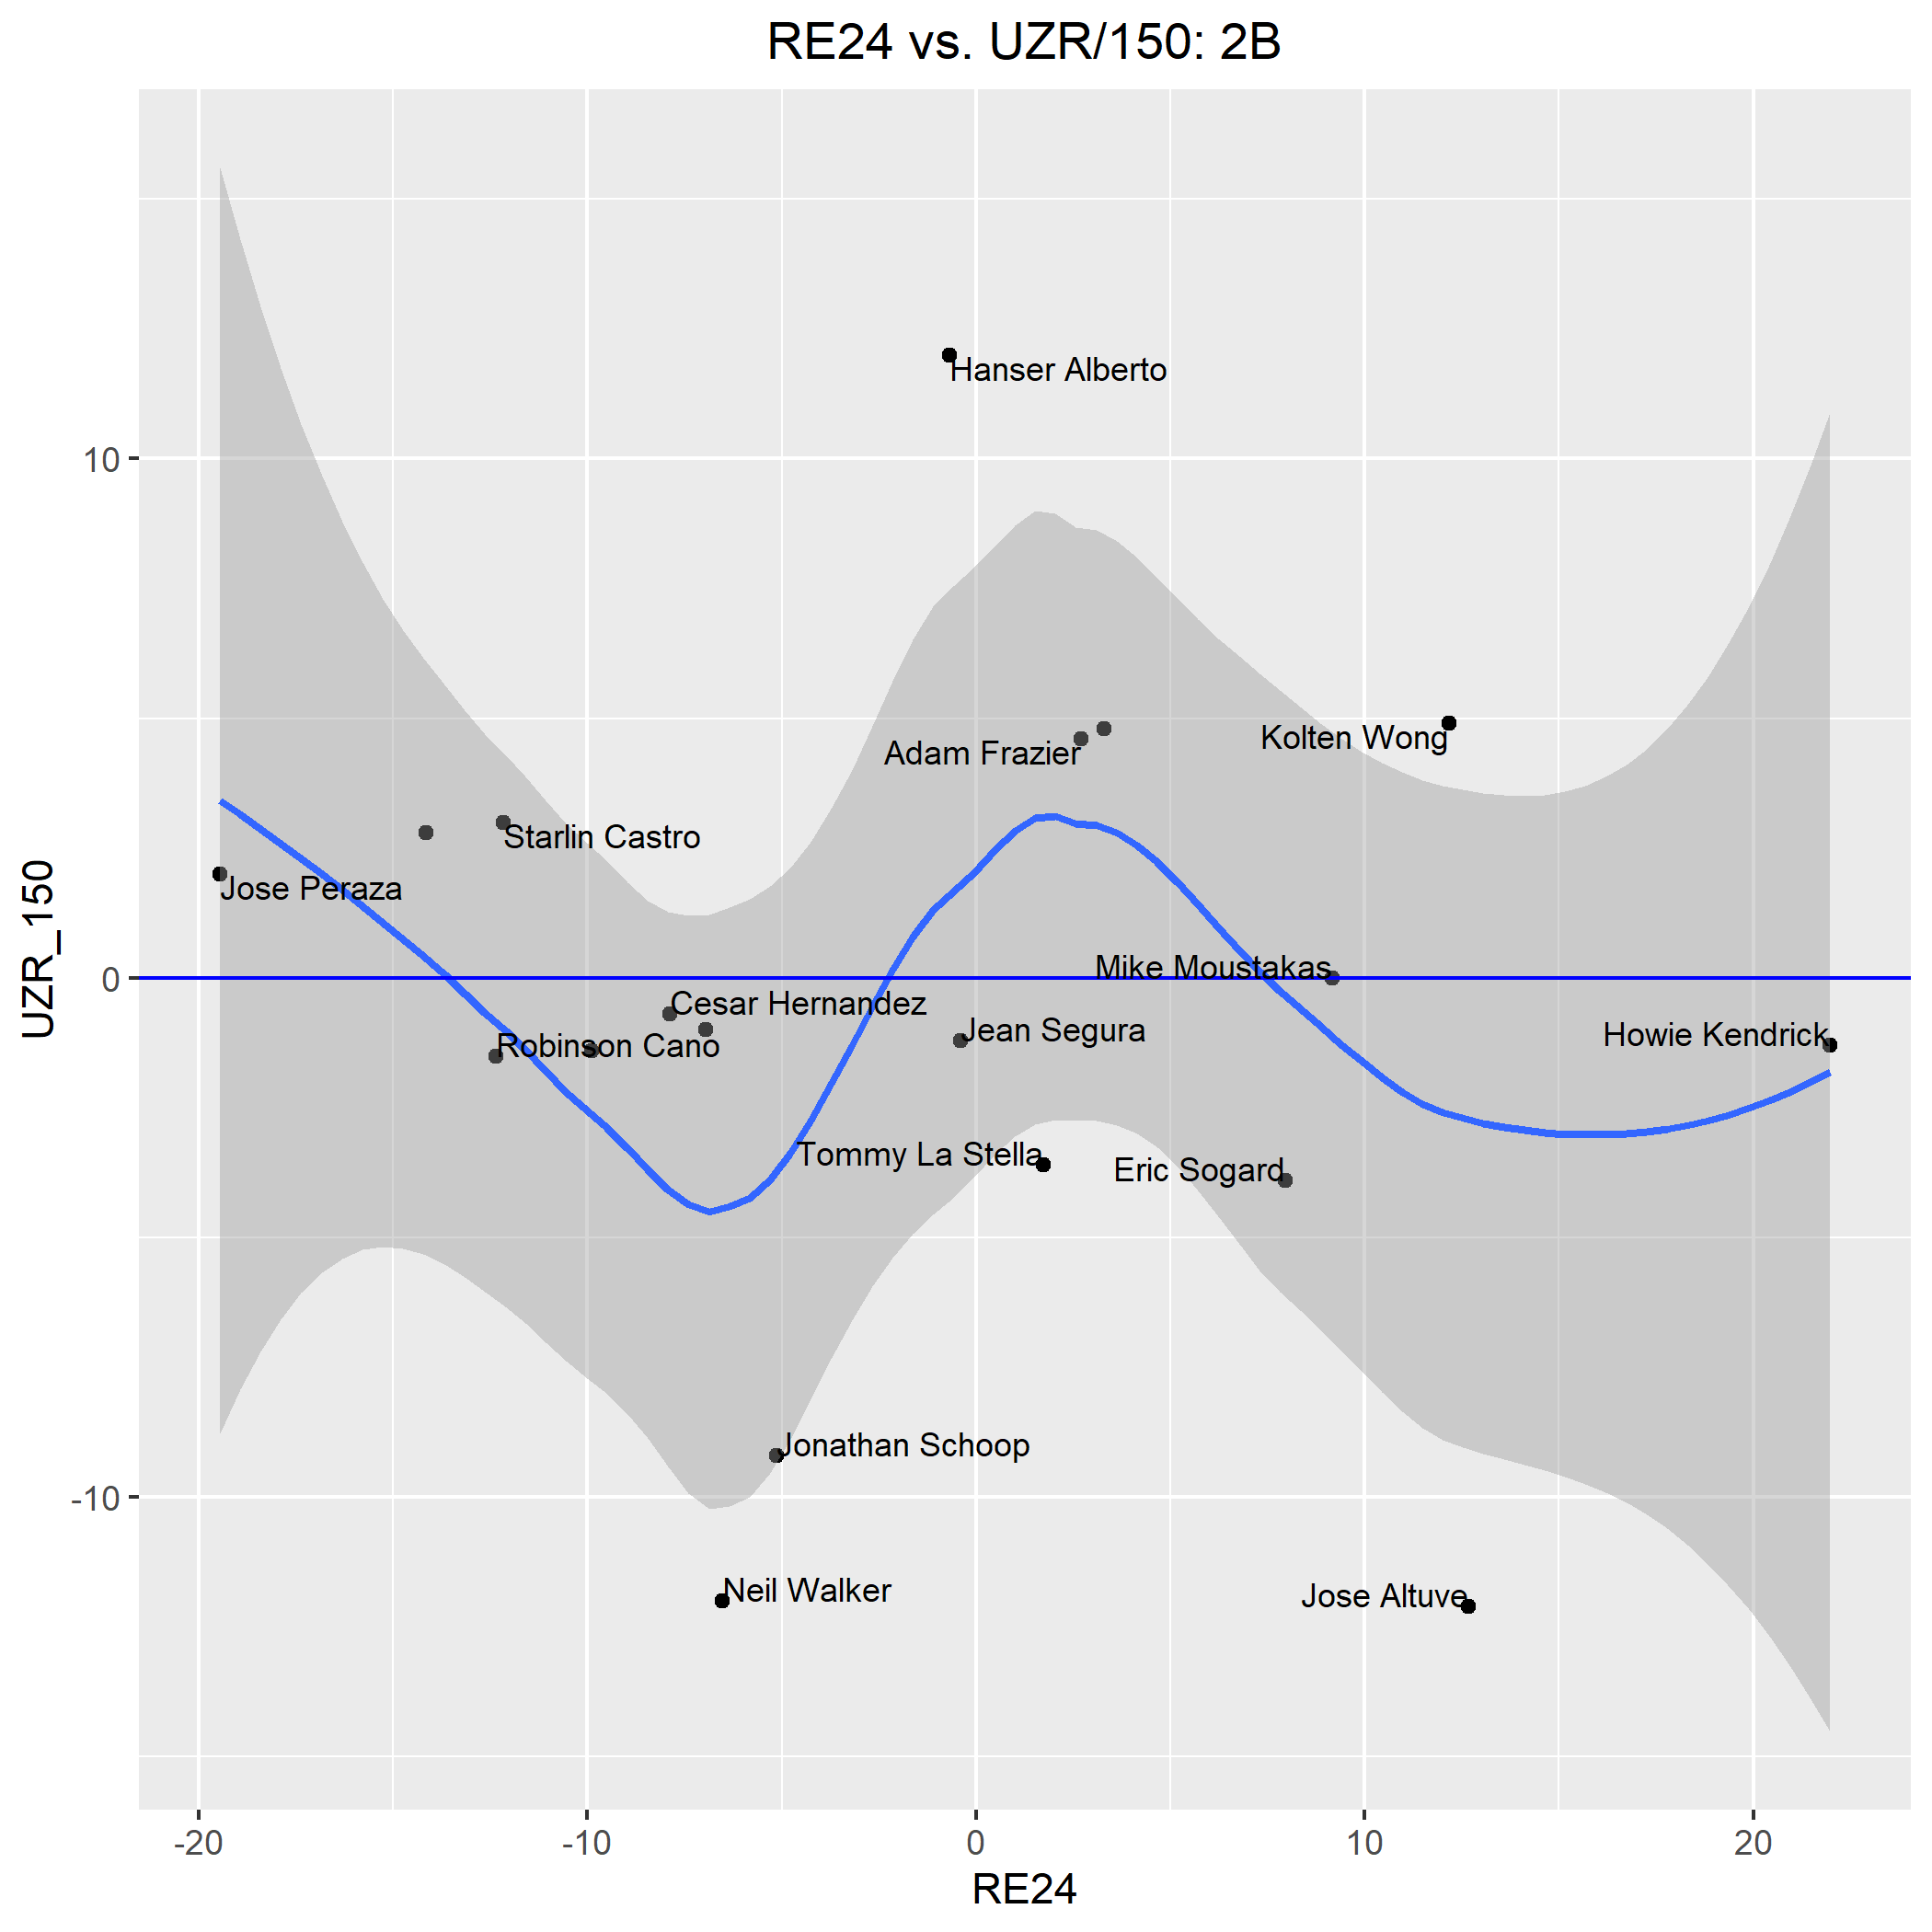 RE24 vs. UZR/150: 2B
Hanser Alberto
10
Kolten Wong
Adam Frazier
Starlin Castro
Jose Peraza
Mike Moustakas
0
Cesar Hernandez
Jean Segura
Howie Kendrick
Robinson Cano
Tommy La Stella
Eric Sogard
Jonathan Schoop
-10
Neil Walker
Jose Altuve
UZR_150
-20
-10
0
10
20
RE24